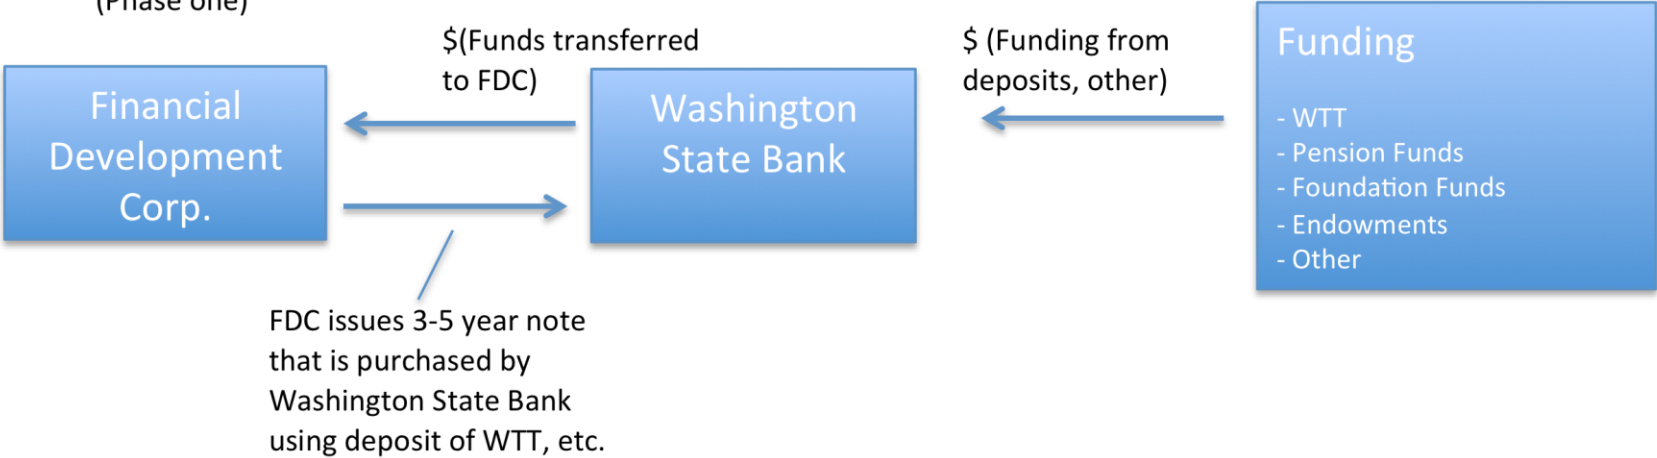 (Phase one)
$(Funds transferred
to FDC)
$ (Funding from
deposits, other)
Funding
- WTT
- Pension Funds
- Foundation Funds
- Endowments
- Other
Financial
Development
Corp.
Washington
State Bank
FDC issues 3-5 year note
that is purchased by
Washington State Bank
using deposit of WTT, etc.